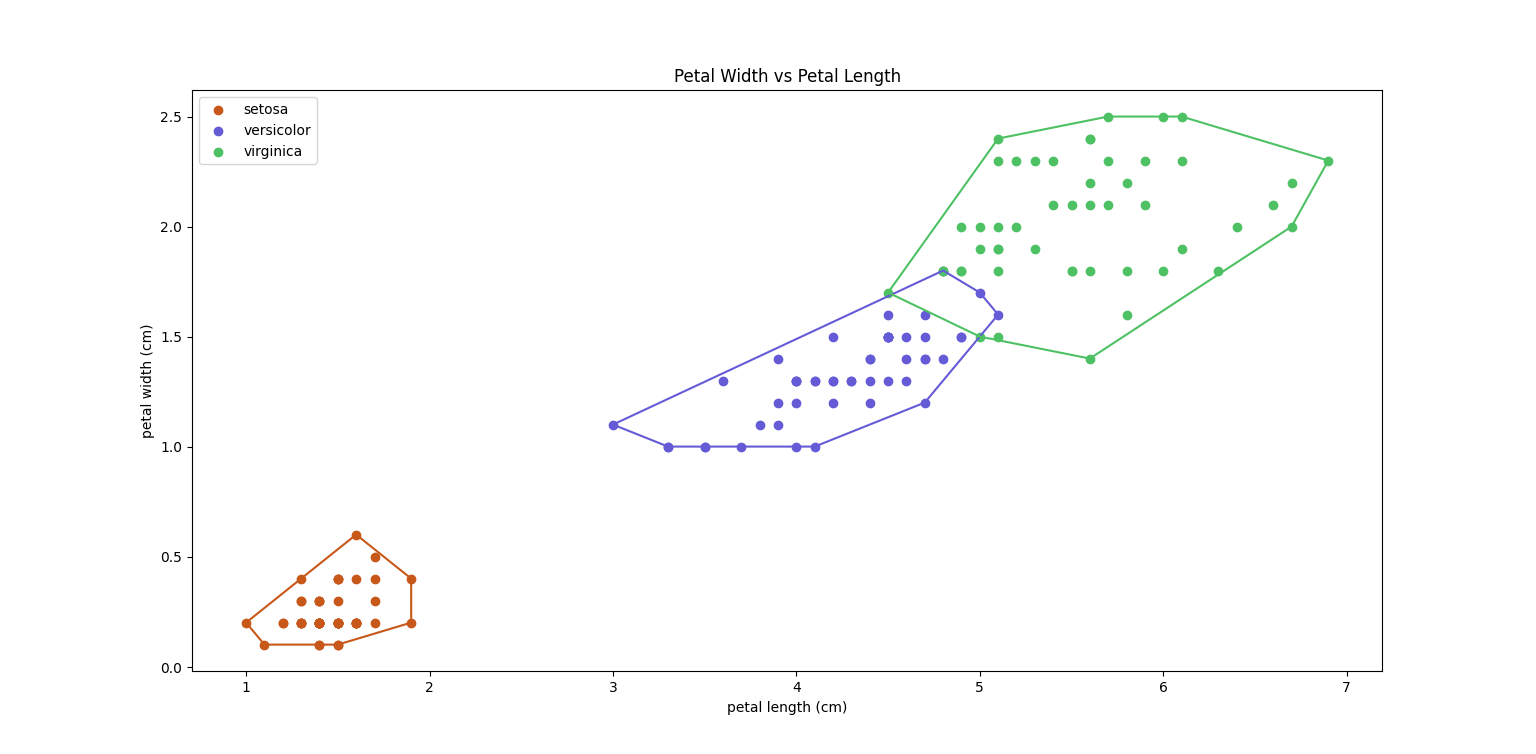 Petal Width vs Petal Length
setosa
versicolor
virginica
petal width (cm)
2.5
2.0
1.5
1.0
0.5
0.0
1 2 3 4 5 6 7
petal length (cm)